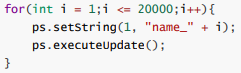 for(int i = 1;i <= 20000;i++){
    ps.setString(1, "name_" + i);
    ps.executeUpdate();
}